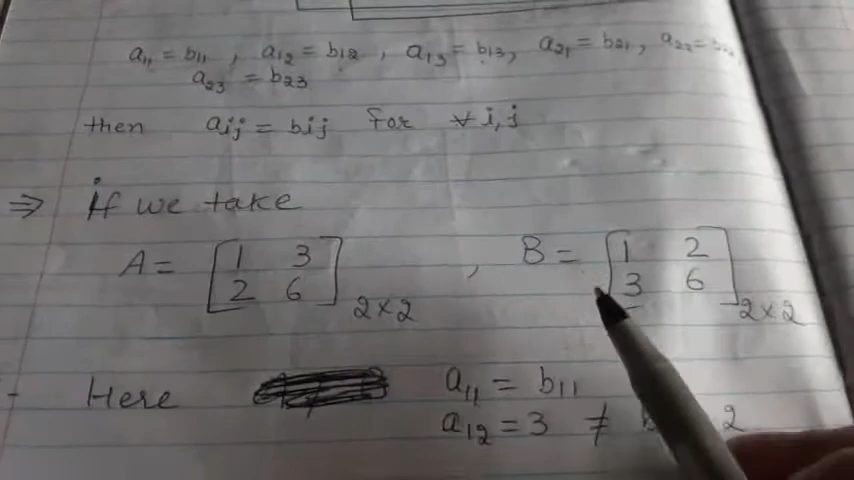 a11 = b11 , a12 = b12 , a13 = b13, a21 = b21, a22 =
a23 = b23
then aij = bij for ∀ i,j
⇒ If we take
A = [1 3 2 6] 2×2 , B = [1 2 3 6] 2×2
Here a11 = b11
a12 = 3 ≠ 2